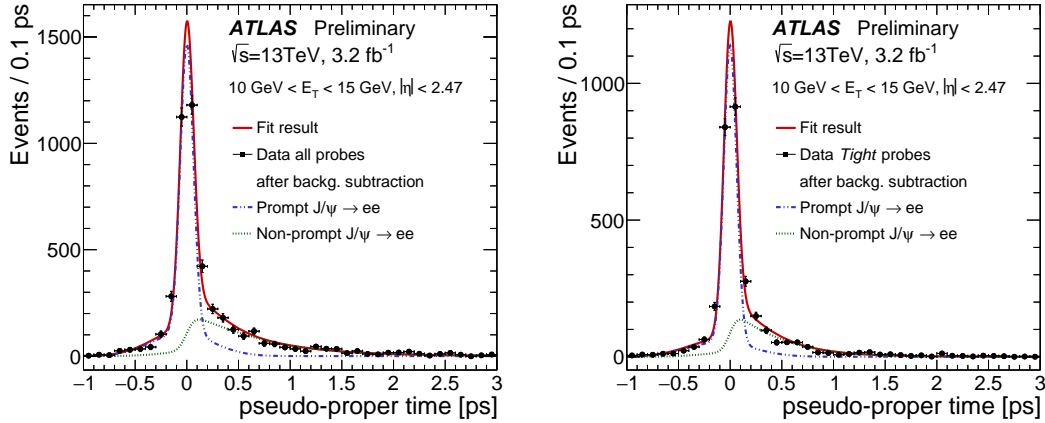 Events / 0.1 ps
1500
1000
500
0
ATLAS Preliminary
√s=13TeV, 3.2 fb⁻¹
10 GeV < E_T < 15 GeV, |η| < 2.47
Fit result
Data all probes
after backg. subtraction
Prompt J/ψ → ee
Non-prompt J/ψ → ee
−1 −0.5 0 0.5 1 1.5 2 2.5 3
pseudo-proper time [ps]
Events / 0.1 ps
1000
500
0
ATLAS Preliminary
√s=13TeV, 3.2 fb⁻¹
10 GeV < E_T < 15 GeV, |η| < 2.47
Fit result
Data Tight probes
after backg. subtraction
Prompt J/ψ → ee
Non-prompt J/ψ → ee
−1 −0.5 0 0.5 1 1.5 2 2.5 3
pseudo-proper time [ps]